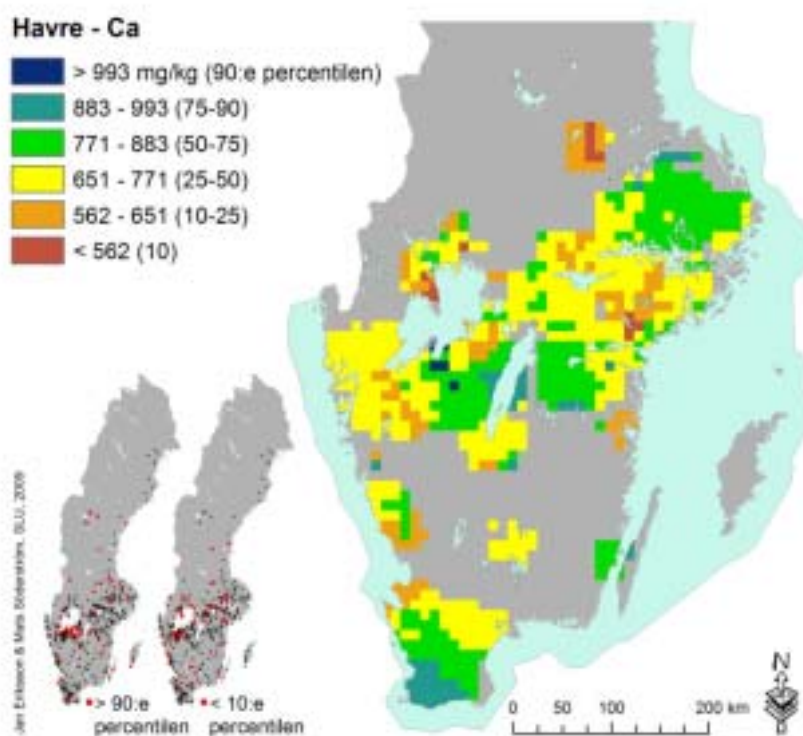 Havre - Ca
> 993 mg/kg (90:e percentilen)
883 - 993 (75-90)
771 - 883 (50-75)
651 - 771 (25-50)
562 - 651 (10-25)
< 562 (10)
Jan Eriksson & Mats Söderström, SLU, 2009
> 90:e
percentilen
< 10:e
percentilen
N
0 50 100 200 km